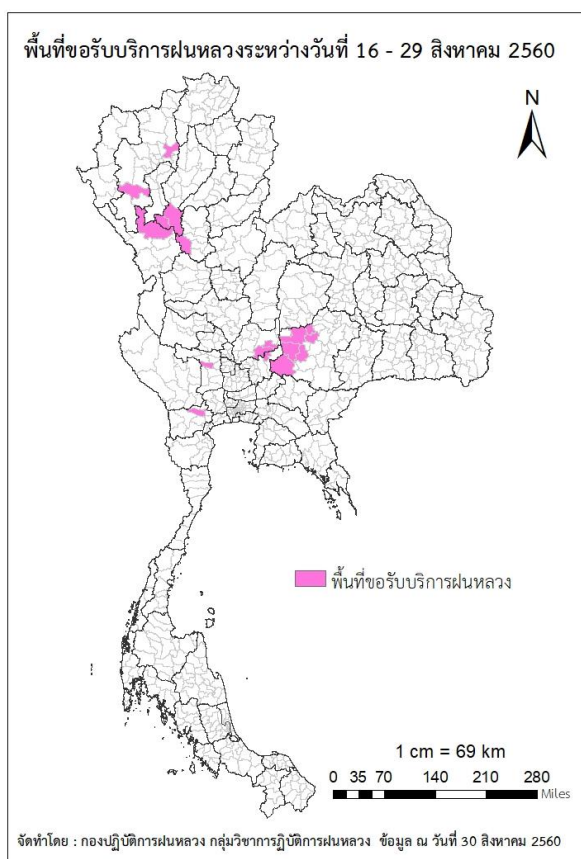 พื้นที่ขอรับบริการฝนหลวงระหว่างวันที่ 16 - 29 สิงหาคม 2560
N
พื้นที่ขอรับบริการฝนหลวง
1 cm = 69 km
0 35 70 140 210 280
Miles
จัดทำโดย : กองปฏิบัติการฝนหลวง กลุ่มวิชาการฏิบัติการฝนหลวง ข้อมูล ณ วันที่ 30 สิงหาคม 2560